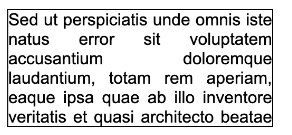 Sed ut perspiciatis unde omnis iste
natus error sit voluptatem
accusantium doloremque
laudantium, totam rem aperiam,
eaque ipsa quae ab illo inventore
veritatis et quasi architecto beatae